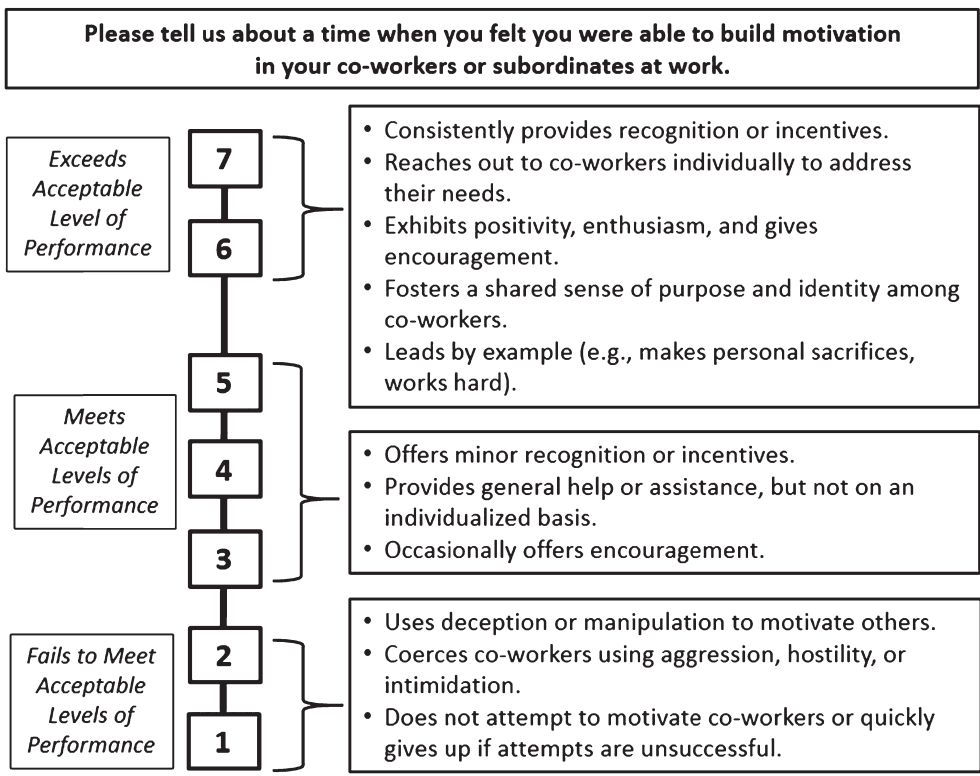 Please tell us about a time when you felt you were able to build motivation
in your co-workers or subordinates at work.
Exceeds
Acceptable
Level of
Performance
7
6
• Consistently provides recognition or incentives.
• Reaches out to co-workers individually to address
their needs.
• Exhibits positivity, enthusiasm, and gives
encouragement.
• Fosters a shared sense of purpose and identity among
co-workers.
• Leads by example (e.g., makes personal sacrifices,
works hard).
Meets
Acceptable
Levels of
Performance
5
4
3
• Offers minor recognition or incentives.
• Provides general help or assistance, but not on an
individualized basis.
• Occasionally offers encouragement.
Fails to Meet
Acceptable
Levels of
Performance
2
1
• Uses deception or manipulation to motivate others.
• Coerces co-workers using aggression, hostility, or
intimidation.
• Does not attempt to motivate co-workers or quickly
gives up if attempts are unsuccessful.